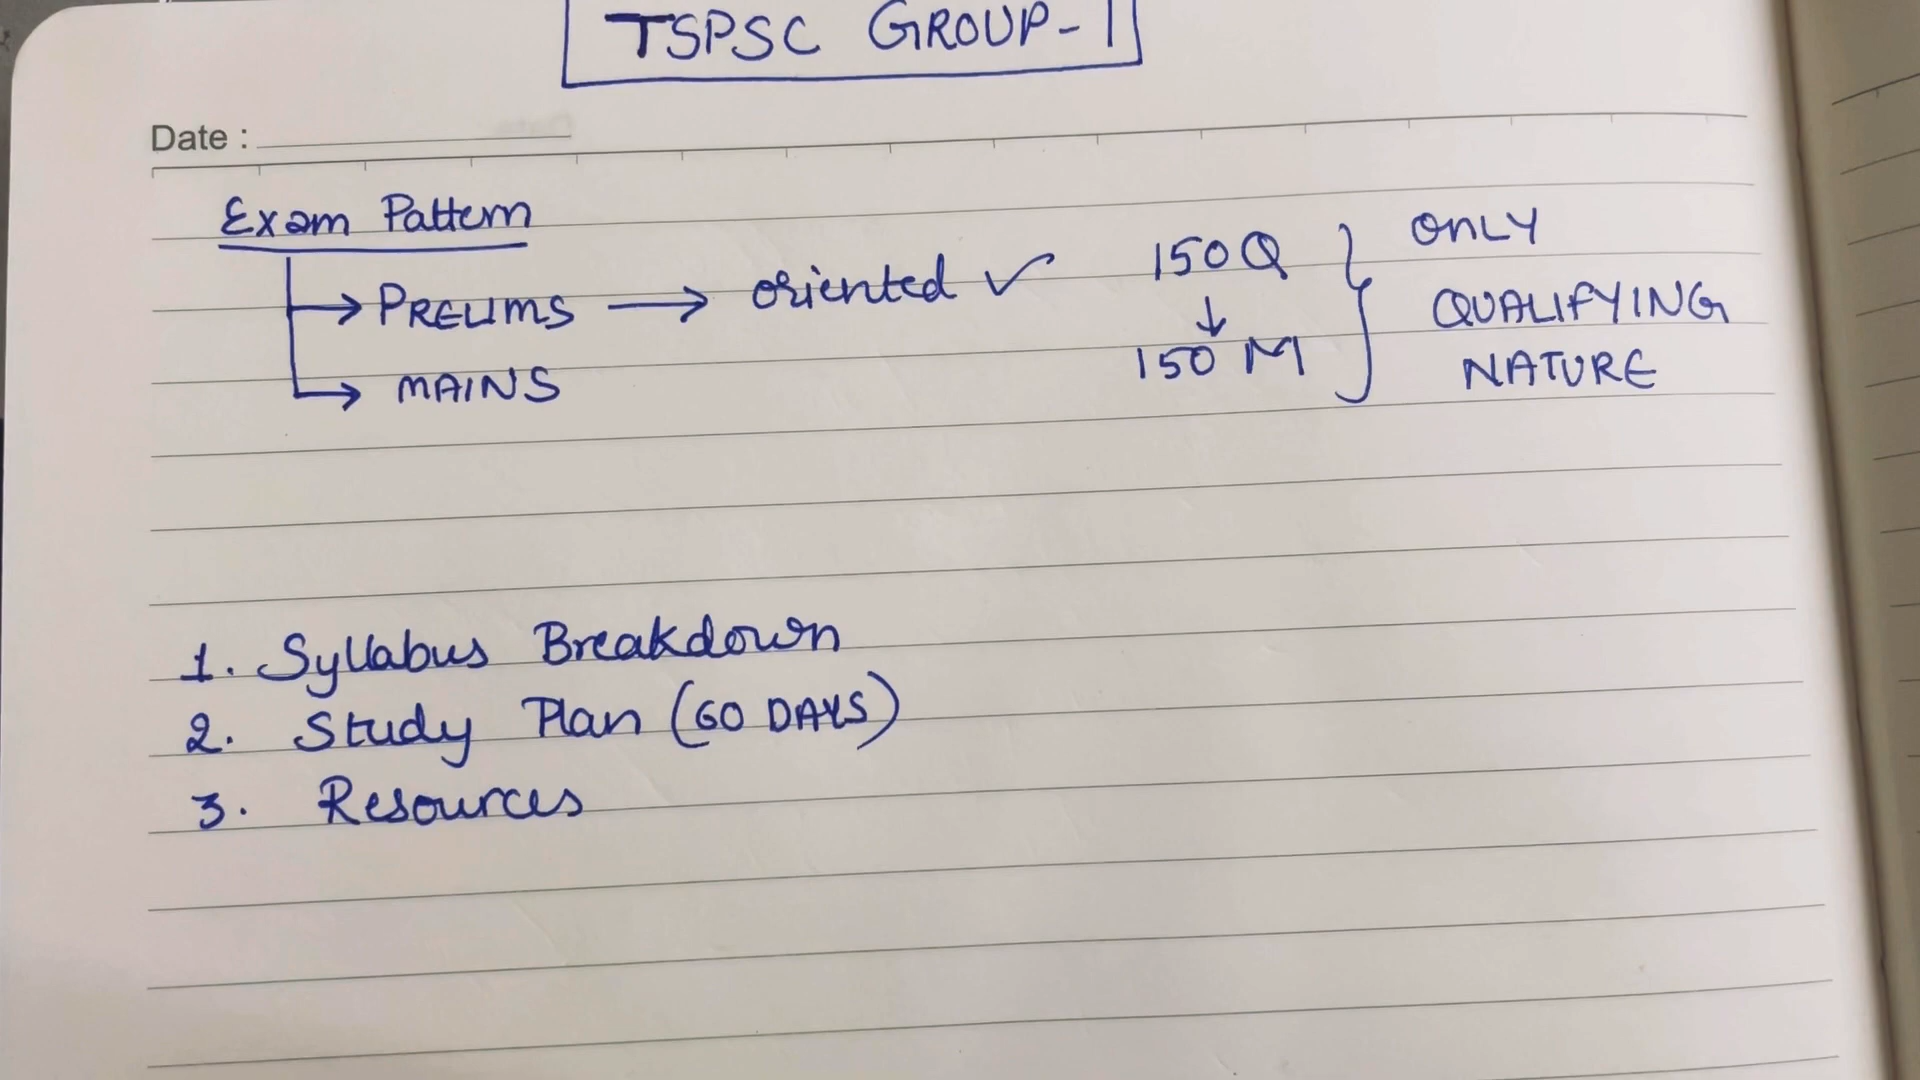 TSPSC GROUP-1
Date :
Exam Pattern
→ PRELIMS → oriented ✓ 150Q } ONLY
↓ QUALIFYING
150 M NATURE
→ MAINS
1. Syllabus Breakdown
2. Study Plan (60 DAYS)
3. Resources